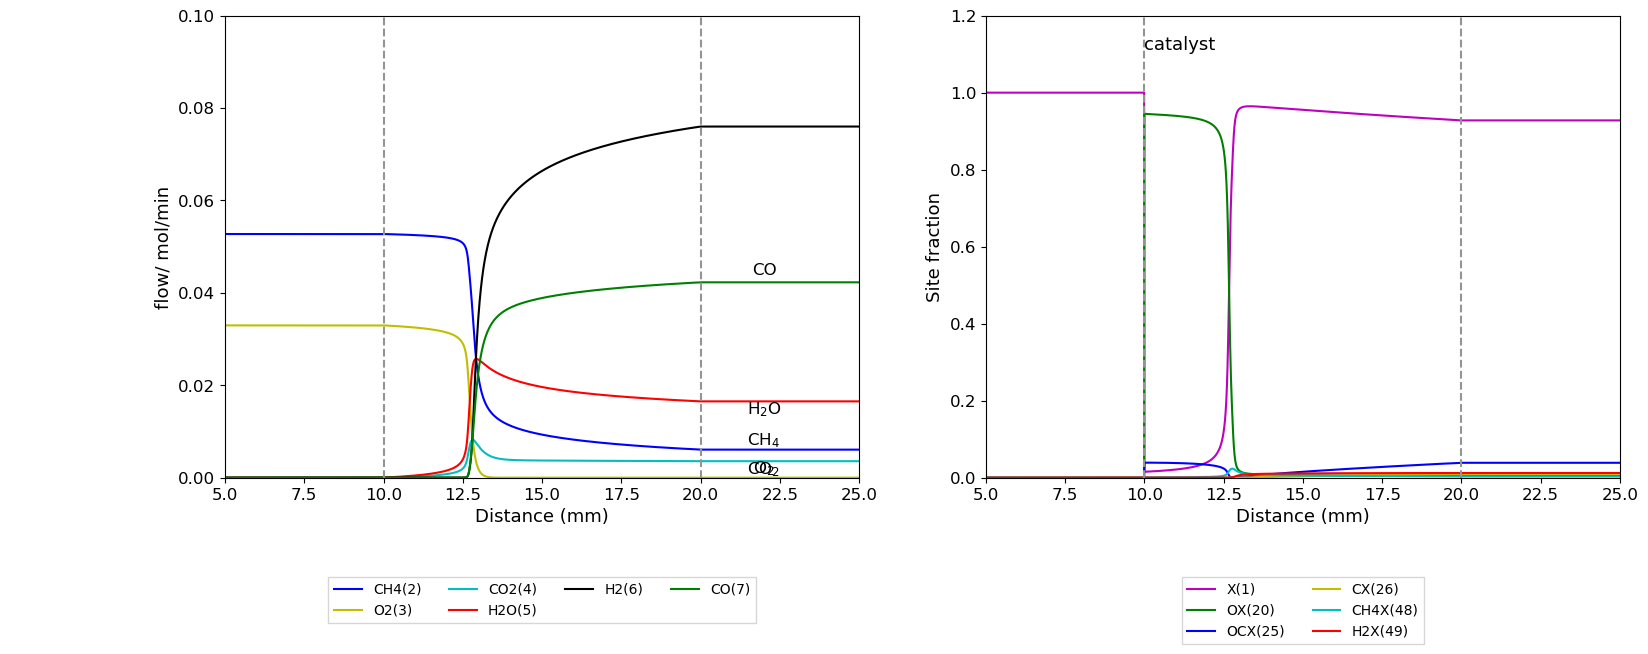 0.10
0.08
0.06
0.04
0.02
0.00
flow/ mol/min
CO
H₂O
CH₄
CO₂
O₂
5.0 7.5 10.0 12.5 15.0 17.5 20.0 22.5 25.0
Distance (mm)
CH4(2) CO2(4) H2(6) CO(7)
O2(3) H2O(5)
1.2
1.0
0.8
0.6
0.4
0.2
0.0
Site fraction
catalyst
5.0 7.5 10.0 12.5 15.0 17.5 20.0 22.5 25.0
Distance (mm)
X(1) CX(26)
OX(20) CH4X(48)
OCX(25) H2X(49)